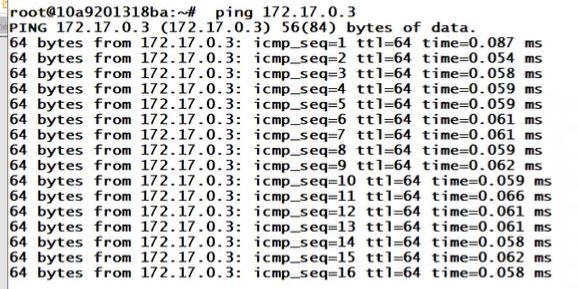 root@10a9201318ba:~# ping 172.17.0.3
PING 172.17.0.3 (172.17.0.3) 56(84) bytes of data.
64 bytes from 172.17.0.3: icmp_seq=1 ttl=64 time=0.087 ms
64 bytes from 172.17.0.3: icmp_seq=2 ttl=64 time=0.054 ms
64 bytes from 172.17.0.3: icmp_seq=3 ttl=64 time=0.058 ms
64 bytes from 172.17.0.3: icmp_seq=4 ttl=64 time=0.059 ms
64 bytes from 172.17.0.3: icmp_seq=5 ttl=64 time=0.059 ms
64 bytes from 172.17.0.3: icmp_seq=6 ttl=64 time=0.061 ms
64 bytes from 172.17.0.3: icmp_seq=7 ttl=64 time=0.061 ms
64 bytes from 172.17.0.3: icmp_seq=8 ttl=64 time=0.059 ms
64 bytes from 172.17.0.3: icmp_seq=9 ttl=64 time=0.062 ms
64 bytes from 172.17.0.3: icmp_seq=10 ttl=64 time=0.059 ms
64 bytes from 172.17.0.3: icmp_seq=11 ttl=64 time=0.066 ms
64 bytes from 172.17.0.3: icmp_seq=12 ttl=64 time=0.061 ms
64 bytes from 172.17.0.3: icmp_seq=13 ttl=64 time=0.061 ms
64 bytes from 172.17.0.3: icmp_seq=14 ttl=64 time=0.058 ms
64 bytes from 172.17.0.3: icmp_seq=15 ttl=64 time=0.062 ms
64 bytes from 172.17.0.3: icmp_seq=16 ttl=64 time=0.058 ms